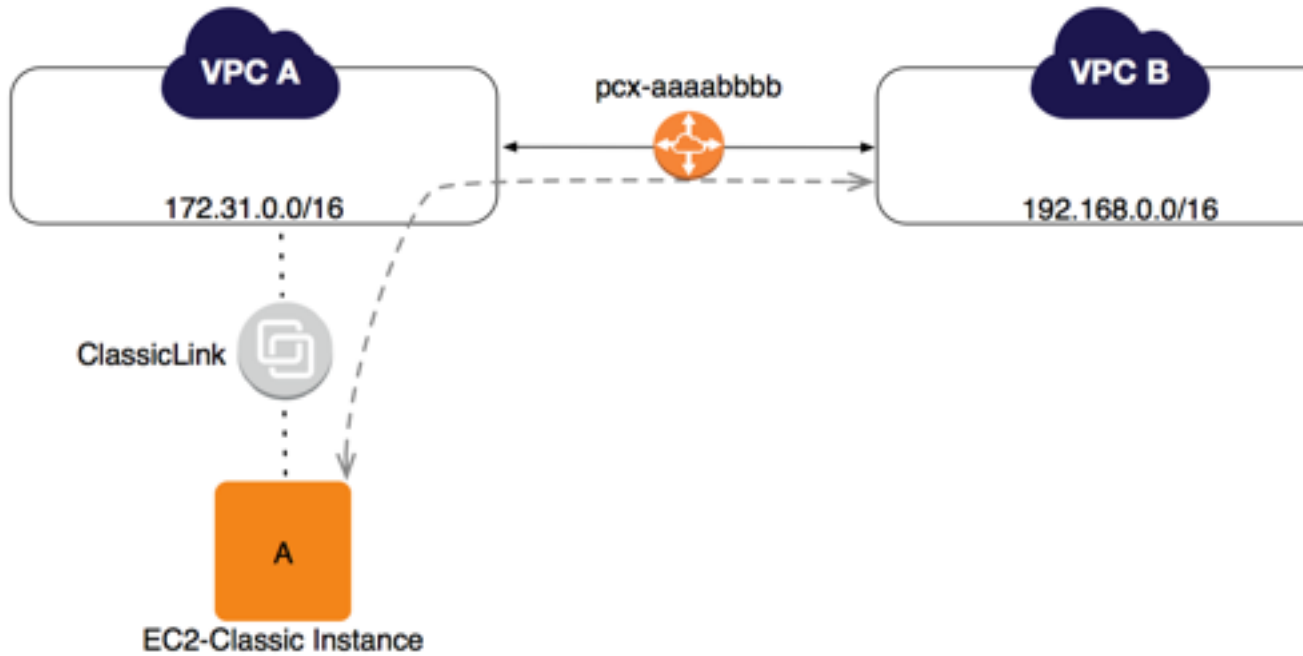 VPC A
VPC B
pcx-aaaabbbb
172.31.0.0/16
192.168.0.0/16
ClassicLink
A
EC2-Classic Instance